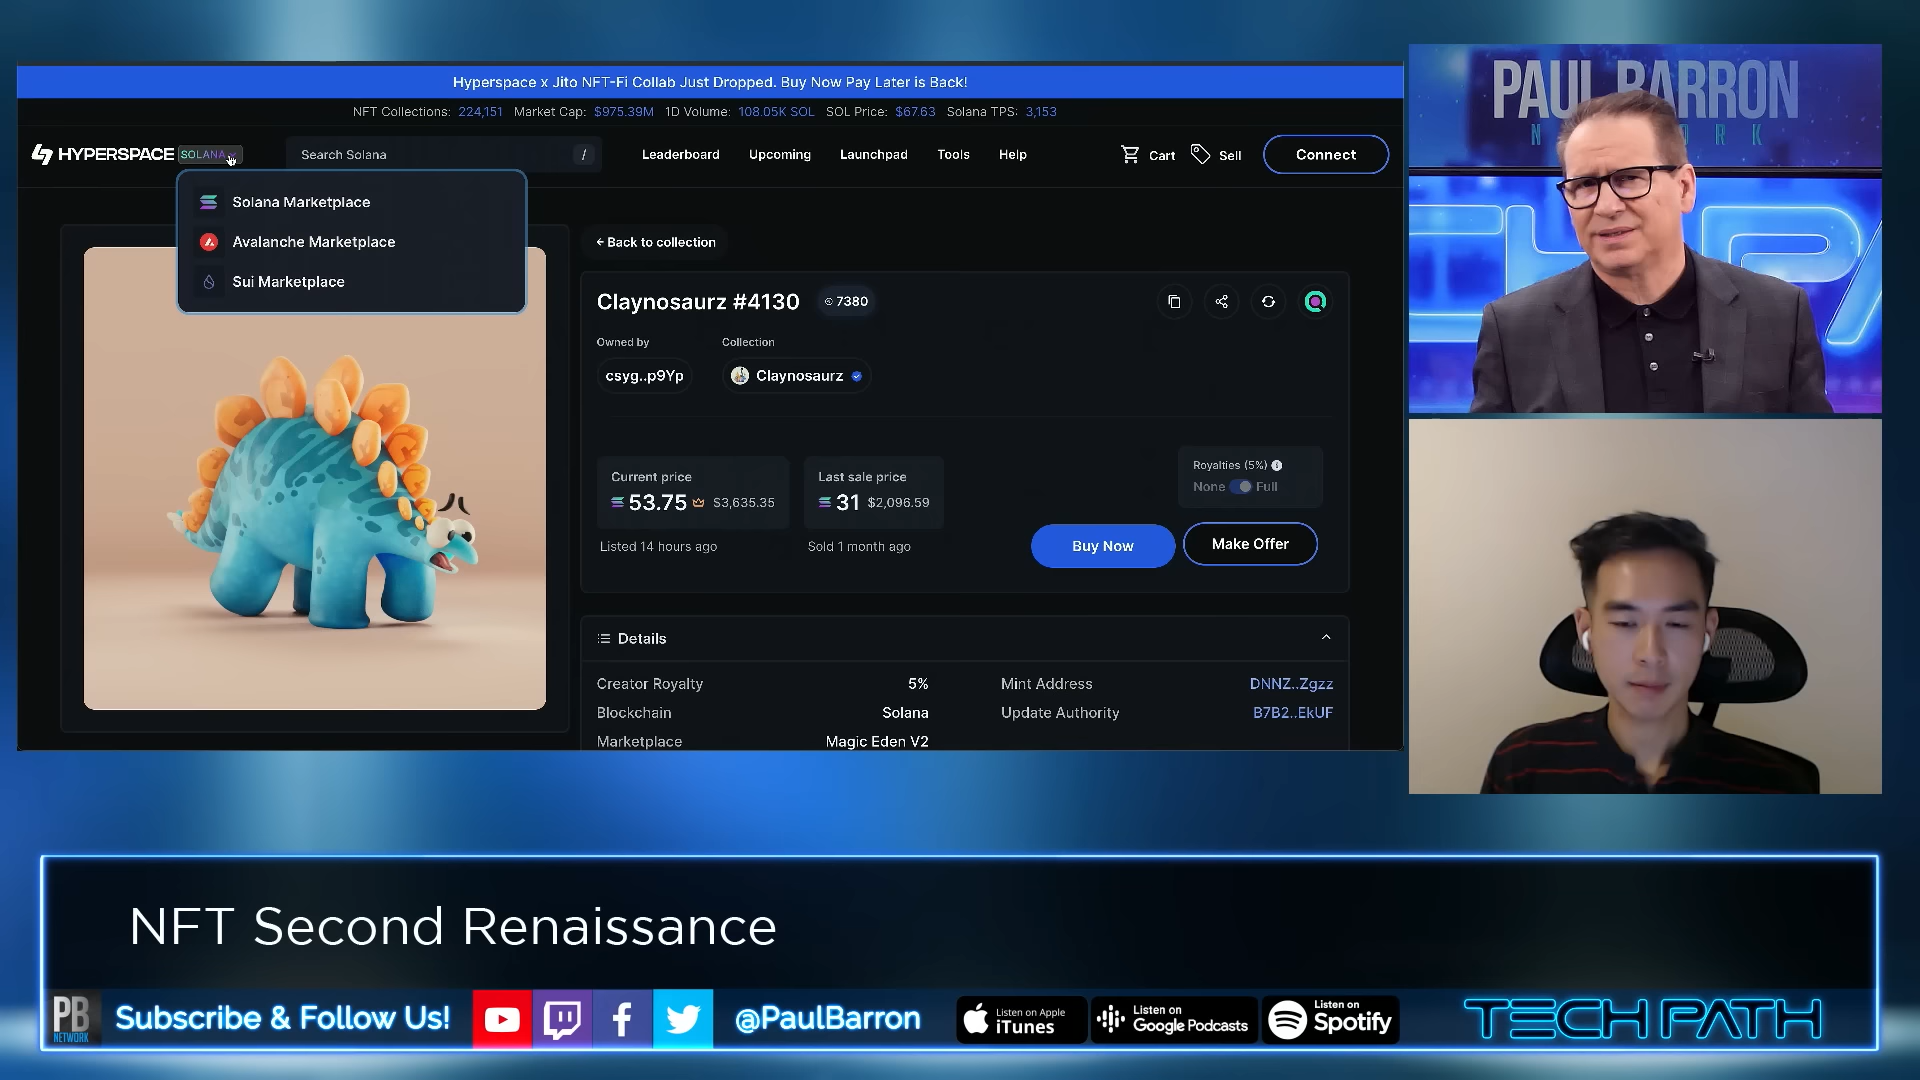 Hyperspace x Jito NFT-Fi Collab Just Dropped. Buy Now Pay Later is Back!
NFT Collections: 224,151 Market Cap: $975.39M 1D Volume: 108.05K SOL SOL Price: $67.63 Solana TPS: 3,153
HYPERSPACE SOLANA Search Solana / Leaderboard Upcoming Launchpad Tools Help Cart Sell Connect
Solana Marketplace
Avalanche Marketplace
Sui Marketplace
Back to collection
Claynosaurz #4130 7380
Owned by Collection
csyg..p9Yp Claynosaurz
Current price Last sale price Royalties (5%)
53.75 $3,635.35 31 $2,096.59 None Full
Listed 14 hours ago Sold 1 month ago Buy Now Make Offer
Details
Creator Royalty 5% Mint Address DNNZ..Zgzz
Blockchain Solana Update Authority B7B2..EkUF
Marketplace Magic Eden V2
PAUL BARRON
NFT Second Renaissance
PB
NETWORK
Subscribe & Follow Us!
@PaulBarron
Listen on Apple
iTunes
Listen on
Google Podcasts
Listen on
Spotify
TECH PATH